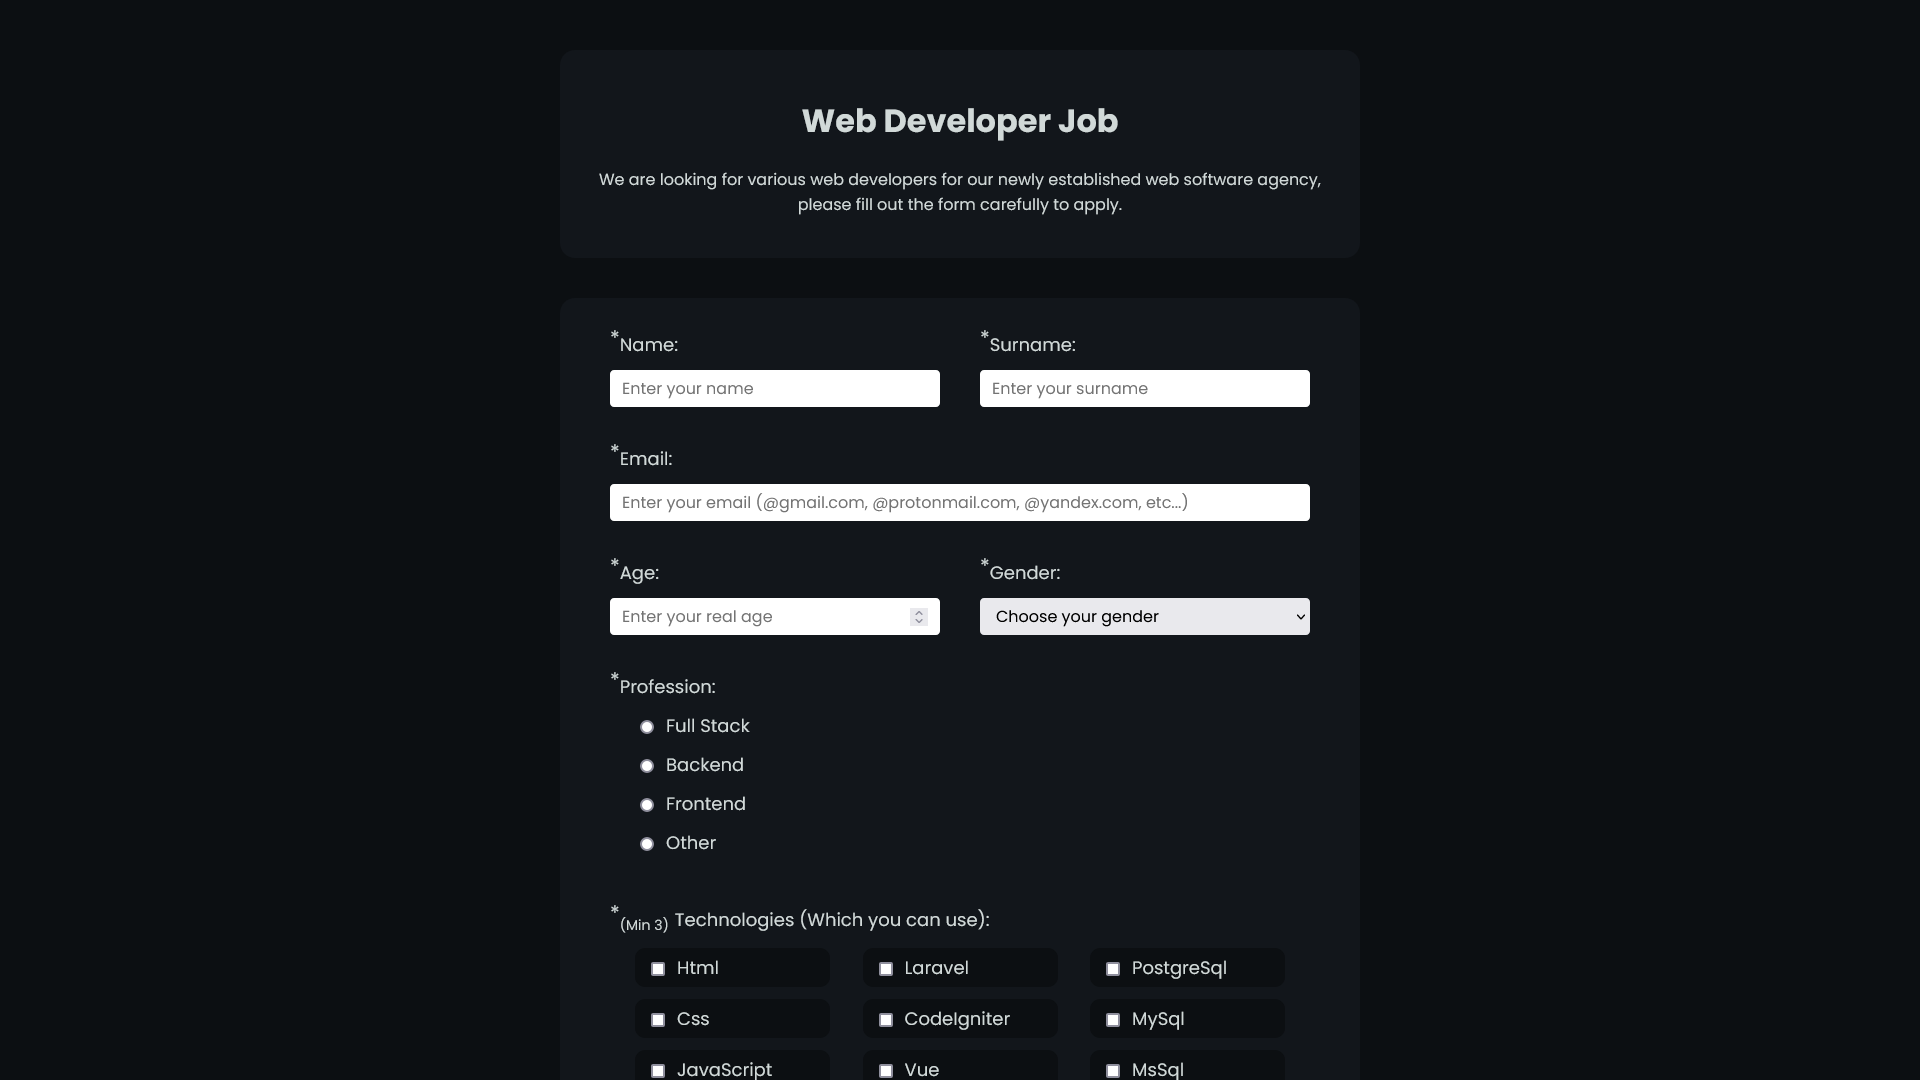 Web Developer Job
We are looking for various web developers for our newly established web software agency,
please fill out the form carefully to apply.
*Name:
*Surname:
Enter your name
Enter your surname
*Email:
Enter your email (@gmail.com, @protonmail.com, @yandex.com, etc...)
*Age:
*Gender:
Enter your real age
Choose your gender
*Profession:
Full Stack
Backend
Frontend
Other
*(Min 3) Technologies (Which you can use):
Html
Laravel
PostgreSql
Css
CodeIgniter
MySql
JavaScript
Vue
MsSql